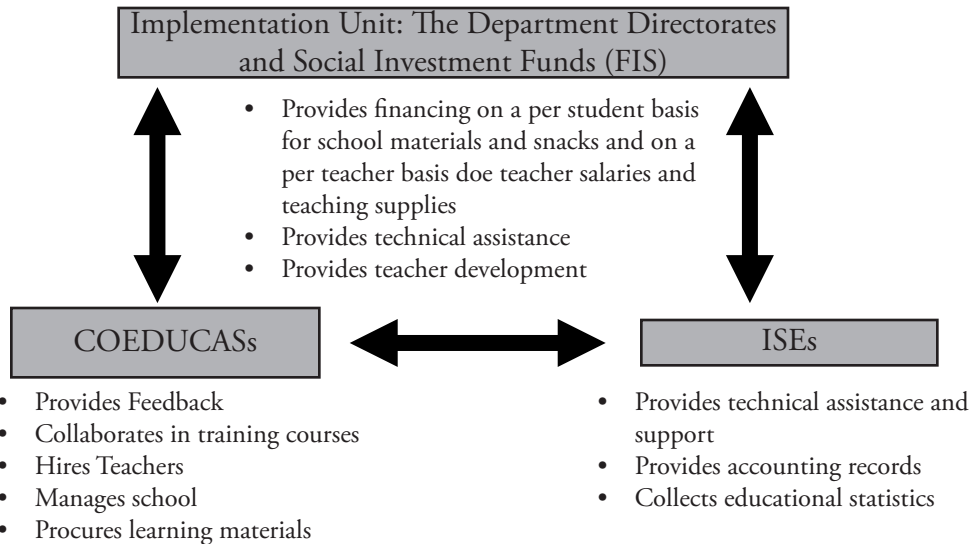 Implementation Unit: The Department Directorates
and Social Investment Funds (FIS)
• Provides financing on a per student basis
for school materials and snacks and on a
per teacher basis doe teacher salaries and
teaching supplies
• Provides technical assistance
• Provides teacher development
COEDUCASs
• Provides Feedback
• Collaborates in training courses
• Hires Teachers
• Manages school
• Procures learning materials
ISEs
• Provides technical assistance and
support
• Provides accounting records
• Collects educational statistics